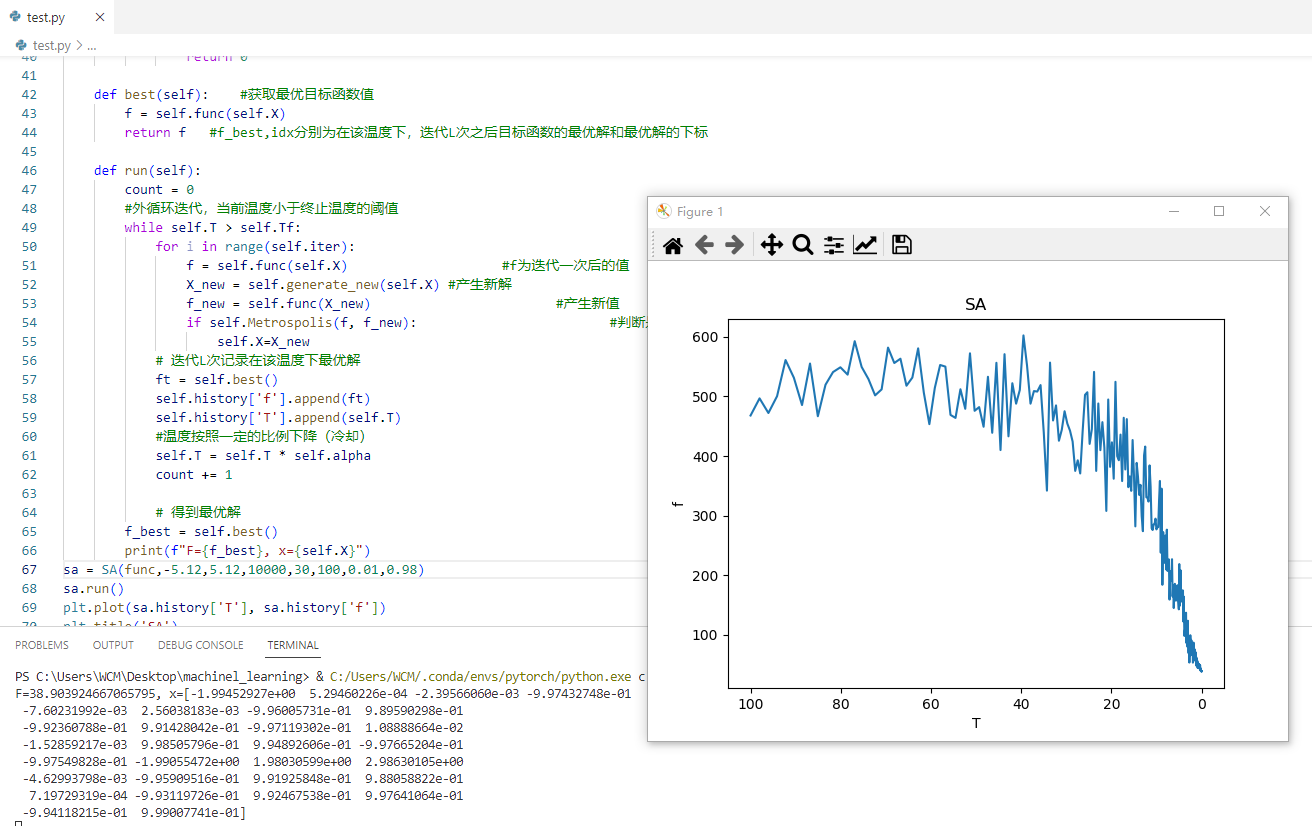 test.py
test.py > ...
40 return 0
41
42 def best(self): #获取最优目标函数值
43 f = self.func(self.X)
44 return f #f_best,idx分别为在该温度下，迭代L次之后目标函数的最优解和最优解的下标
45
46 def run(self):
47 count = 0
48 #外循环迭代，当前温度小于终止温度的阈值
49 while self.T > self.Tf:
50 for i in range(self.iter):
51 f = self.func(self.X) #f为迭代一次后的值
52 X_new = self.generate_new(self.X) #产生新解
53 f_new = self.func(X_new) #产生新值
54 if self.Metrospolis(f, f_new): #判断
55 self.X=X_new
56 # 迭代L次记录在该温度下最优解
57 ft = self.best()
58 self.history['f'].append(ft)
59 self.history['T'].append(self.T)
60 #温度按照一定的比例下降（冷却）
61 self.T = self.T * self.alpha
62 count += 1
63
64 # 得到最优解
65 f_best = self.best()
66 print(f"F={f_best}, x={self.X}")
67 sa = SA(func,-5.12,5.12,10000,30,100,0.01,0.98)
68 sa.run()
69 plt.plot(sa.history['T'], sa.history['f'])
70 plt.title('SA')
Figure 1
SA
600
500
400
300
200
100
f
100 80 60 40 20 0
T
PROBLEMS OUTPUT DEBUG CONSOLE TERMINAL
PS C:\Users\WCM\Desktop\machinel_learning> & C:/Users/WCM/.conda/envs/pytorch/python.exe c
F=38.903924667065795, x=[-1.99452927e+00 5.29460226e-04 -2.39566060e-03 -9.97432748e-01
-7.60231992e-03 2.56038183e-03 -9.96005731e-01 9.89590298e-01
-9.92360788e-01 9.91428042e-01 -9.97119302e-01 1.08888664e-02
-1.52859217e-03 9.98505796e-01 9.94892606e-01 -9.97665204e-01
-9.97549828e-01 -1.99055472e+00 1.98030599e+00 2.98630105e+00
-4.62993798e-03 -9.95909516e-01 9.91925848e-01 9.88058822e-01
7.19729319e-04 -9.93119726e-01 9.92467538e-01 9.97641064e-01
-9.94118215e-01 9.99007741e-01]